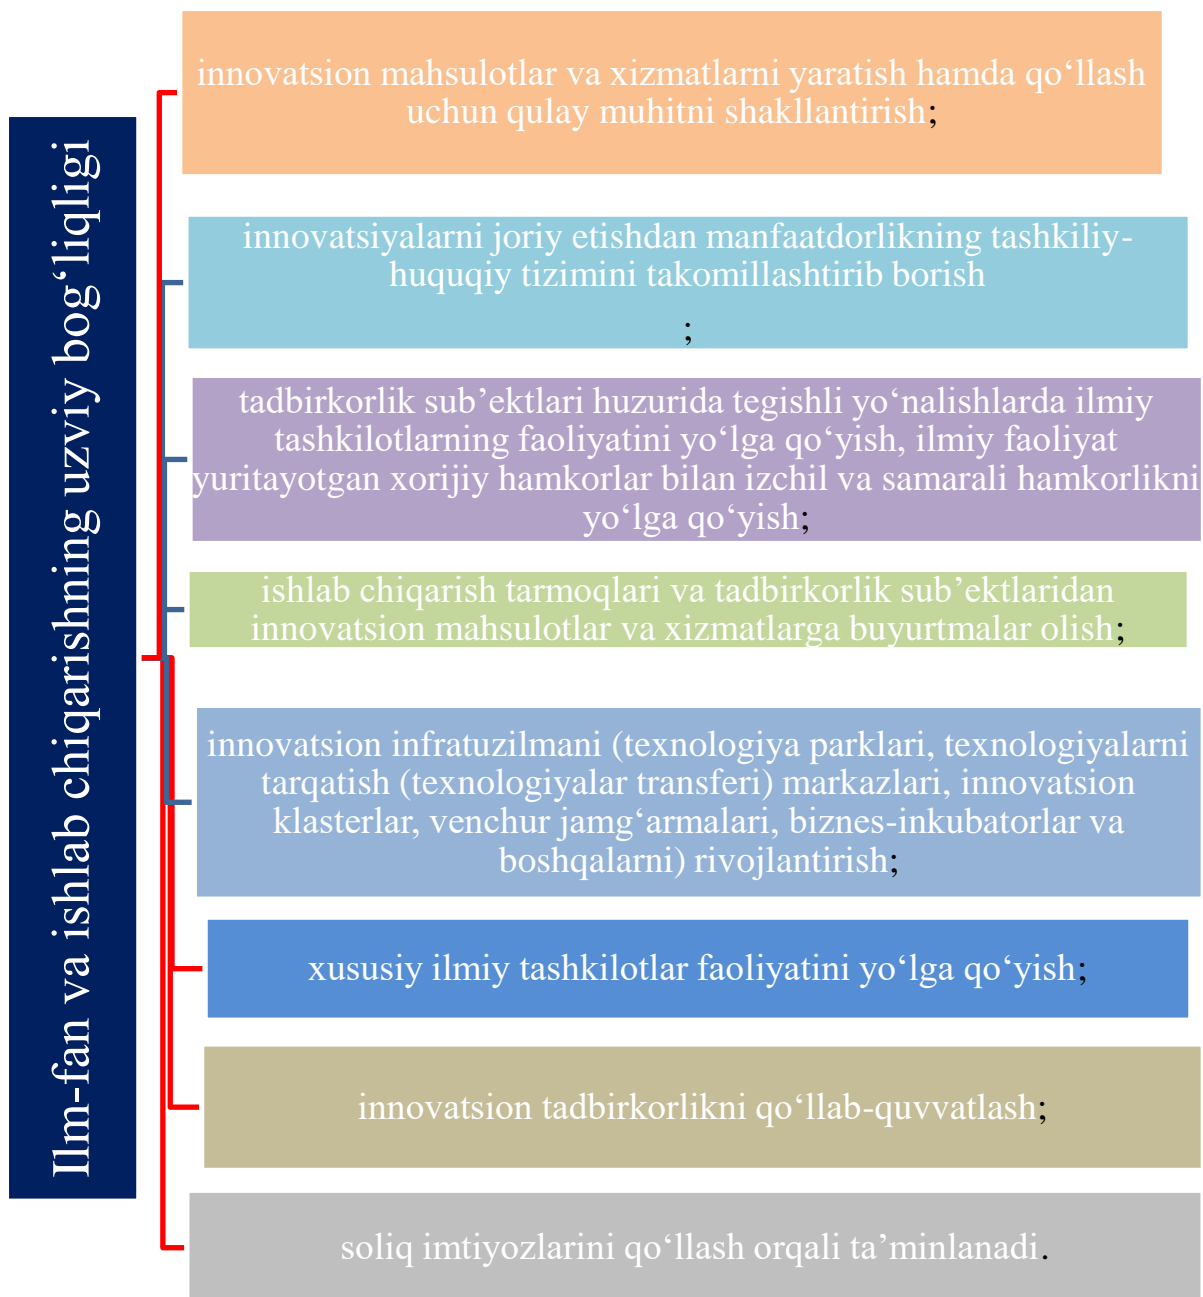 Ilm-fan va ishlab chiqarishning uzviy bog‘liqligi
innovatsion mahsulotlar va xizmatlarni yaratish hamda qo‘llash
uchun qulay muhitni shakllantirish;
innovatsiyalarni joriy etishdan manfaatdorlikning tashkiliy-
huquqiy tizimini takomillashtirib borish
;
tadbirkorlik sub’ektlari huzurida tegishli yo‘nalishlarda ilmiy
tashkilotlarning faoliyatini yo‘lga qo‘yish, ilmiy faoliyat
yuritayotgan xorijiy hamkorlar bilan izchil va samarali hamkorlikni
yo‘lga qo‘yish;
ishlab chiqarish tarmoqlari va tadbirkorlik sub’ektlaridan
innovatsion mahsulotlar va xizmatlarga buyurtmalar olish;
innovatsion infratuzilmani (texnologiya parklari, texnologiyalarni
tarqatish (texnologiyalar transferi) markazlari, innovatsion
klasterlar, venchur jamg‘armalari, biznes-inkubatorlar va
boshqalarni) rivojlantirish;
xususiy ilmiy tashkilotlar faoliyatini yo‘lga qo‘yish;
innovatsion tadbirkorlikni qo‘llab-quvvatlash;
soliq imtiyozlarini qo‘llash orqali ta’minlanadi.